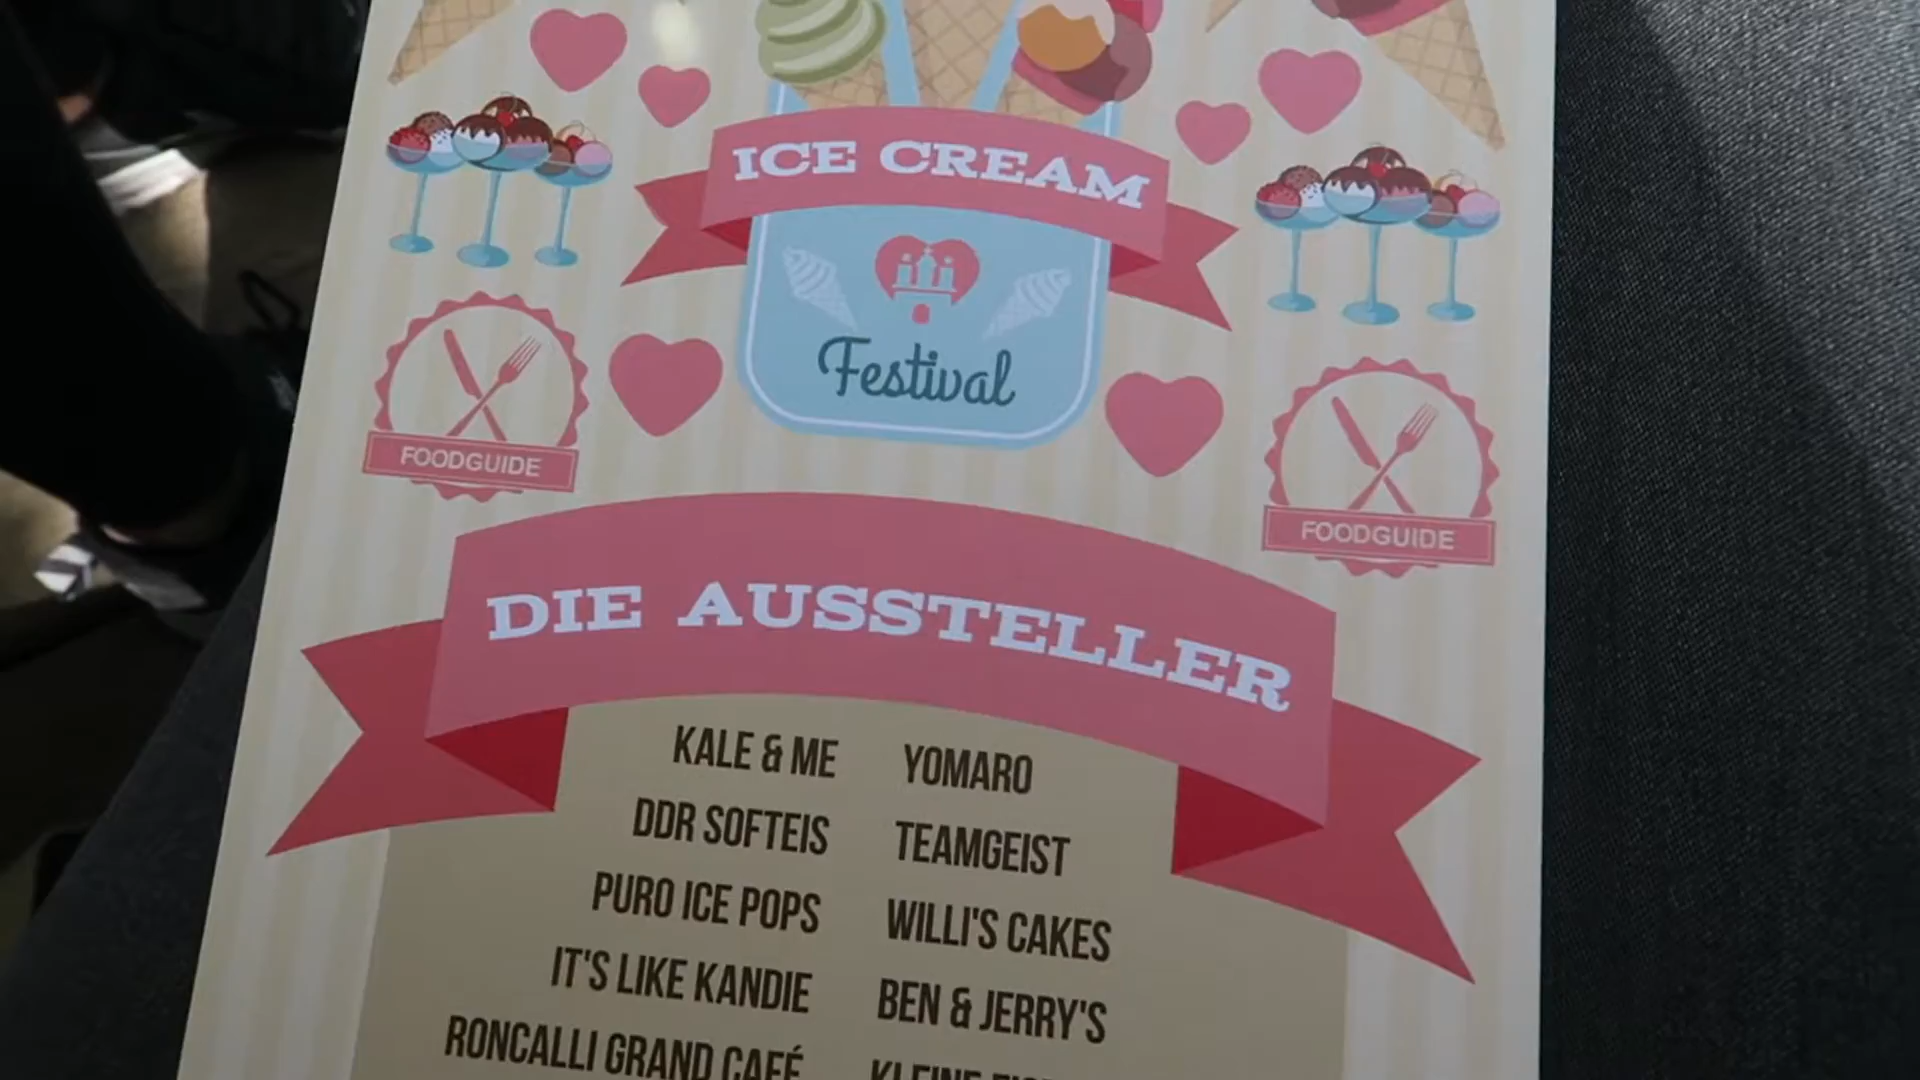 ICE CREAM
Festival
FOODGUIDE
FOODGUIDE
DIE AUSSTELLER
KALE & ME
YOMARO
DDR SOFTEIS
TEAMGEIST
PURO ICE POPS
WILLI'S CAKES
IT'S LIKE KANDIE
BEN & JERRY'S
RONCALLI GRAND CAFÉ
KLEINE